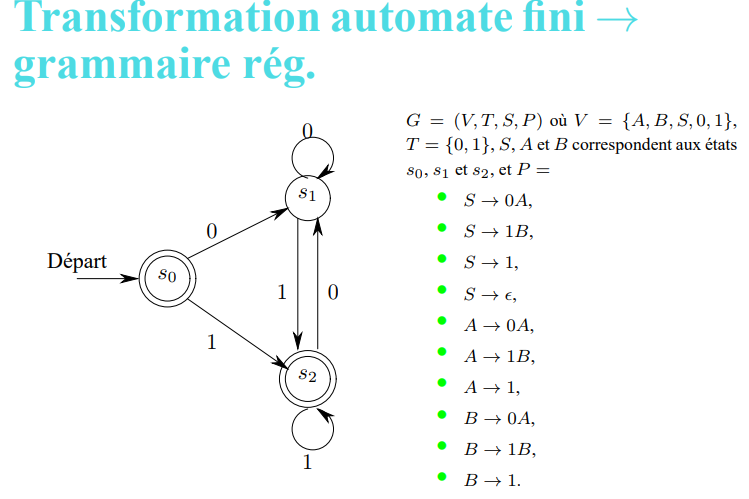 Transformation automate fini →
grammaire rég.
G = (V, T, S, P) où V = {A, B, S, 0, 1},
T = {0, 1}, S, A et B correspondent aux états
s₀, s₁ et s₂, et P =
S → 0A,
S → 1B,
S → 1,
S → ϵ,
A → 0A,
A → 1B,
A → 1,
B → 0A,
B → 1B,
B → 1.
0
s₁
0
Départ
s₀
1
0
1
s₂
1